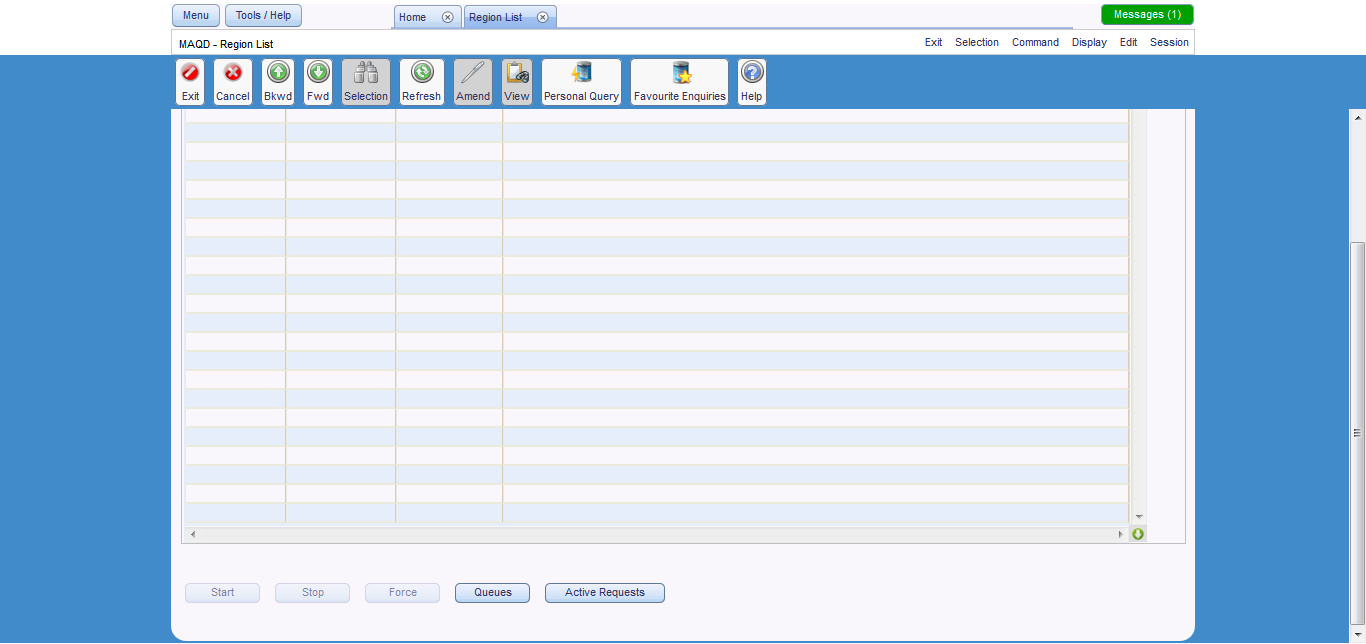 Menu Tools / Help Home Region List Messages (1)
MAQD - Region List Exit Selection Command Display Edit Session
Exit Cancel Bkwd Fwd Selection Refresh Amend View Personal Query Favourite Enquiries Help
Start Stop Force Queues Active Requests